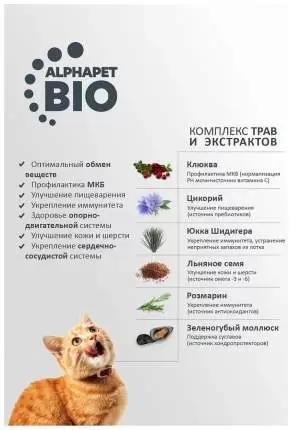 ALPHAPET
BIO
КОМПЛЕКС ТРАВ
И ЭКСТРАКТОВ
✓ Оптимальный обмен
веществ
✓ Профилактика МКБ
✓ Улучшение пищеварения
✓ Укрепление иммунитета
✓ Здоровье опорно-
двигательной системы
✓ Улучшение кожи и шерсти
✓ Укрепление сердечно-
сосудистой системы
Клюква
Профилактика МКБ (нормализация
PH мочи+источник витамина С)
Цикорий
Улучшение пищеварения
(источник пребиотиков)
Юкка Шидигера
Укрепление иммунитета, устранение
неприятных запахов из лотка
Льняное семя
Улучшение кожи и шерсти
(источник омега -3 и -6)
Розмарин
Укрепление иммунитета
(источник антиоксидантов)
Зеленогубый моллюск
Поддержка суставов
(источник хондропротекторов)